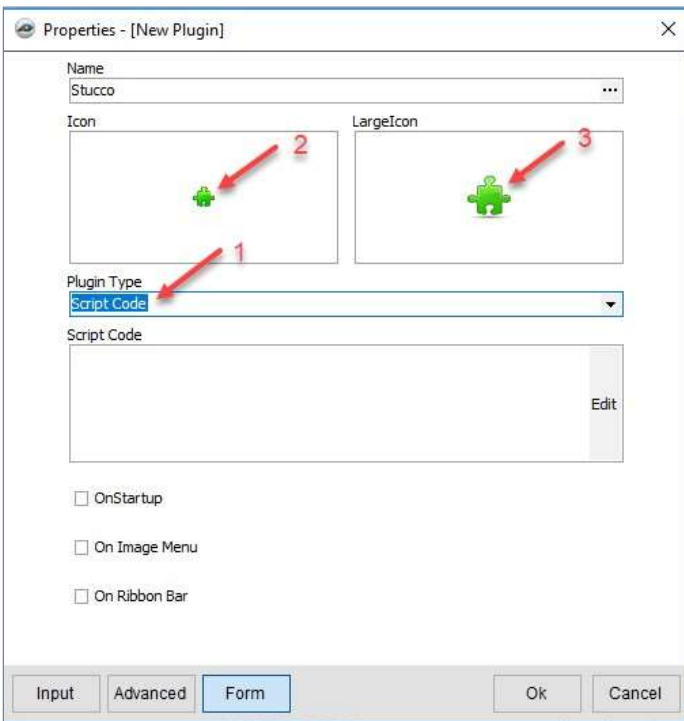 Properties - [New Plugin]
Name
Stucco ...
Icon LargeIcon
2 3
1
Plugin Type
Script Code
Script Code
Edit
OnStartup
On Image Menu
On Ribbon Bar
Input Advanced Form Ok Cancel